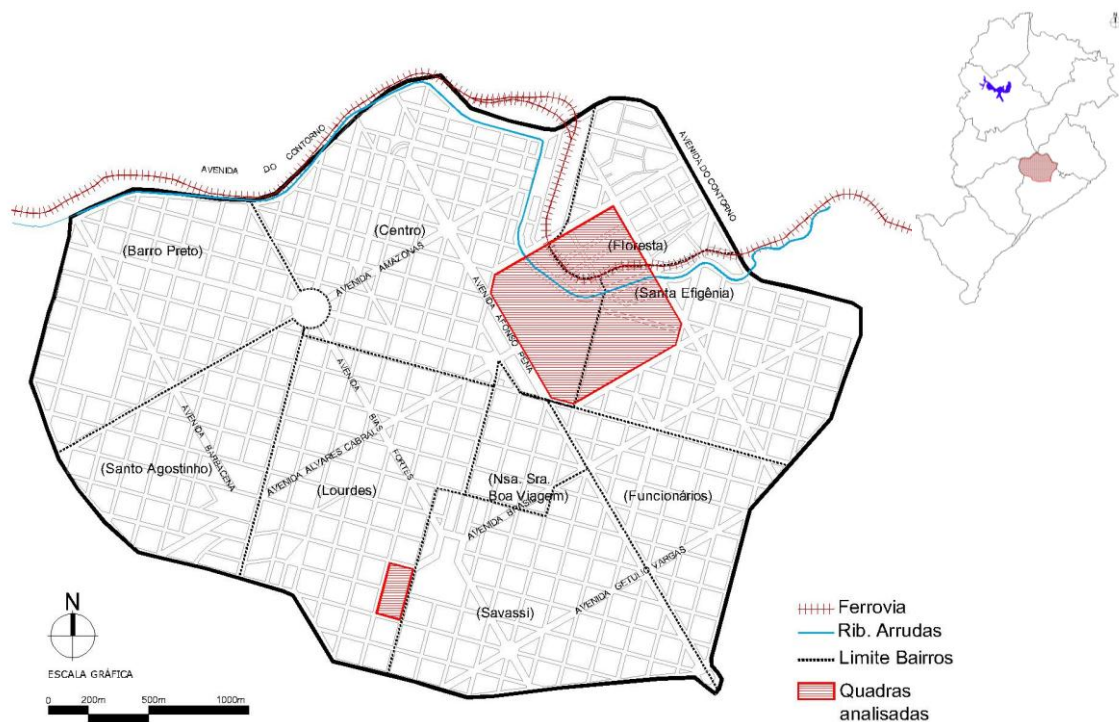 N
AVENIDA DO CONTORNO
AVENIDA DO CONTORNO
(Barro Preto)
(Centro)
AVENIDA AMAZONAS
(Floresta)
(Santa Efigênia)
AVENIDA AFONSO PENA
AVENIDA BIAS FORTES
AVENIDA BARBACENA
(Santo Agostinho)
AVENIDA ALVARES CABRAL
(Lourdes)
(Nsa. Sra.
Boa Viagem)
AVENIDA BRASIL
(Funcionários)
AVENIDA GETULIO VARGAS
(Savassi)
N
ESCALA GRÁFICA
0 200m 500m 1000m
Ferrovia
Rib. Arrudas
Limite Bairros
Quadras
analisadas